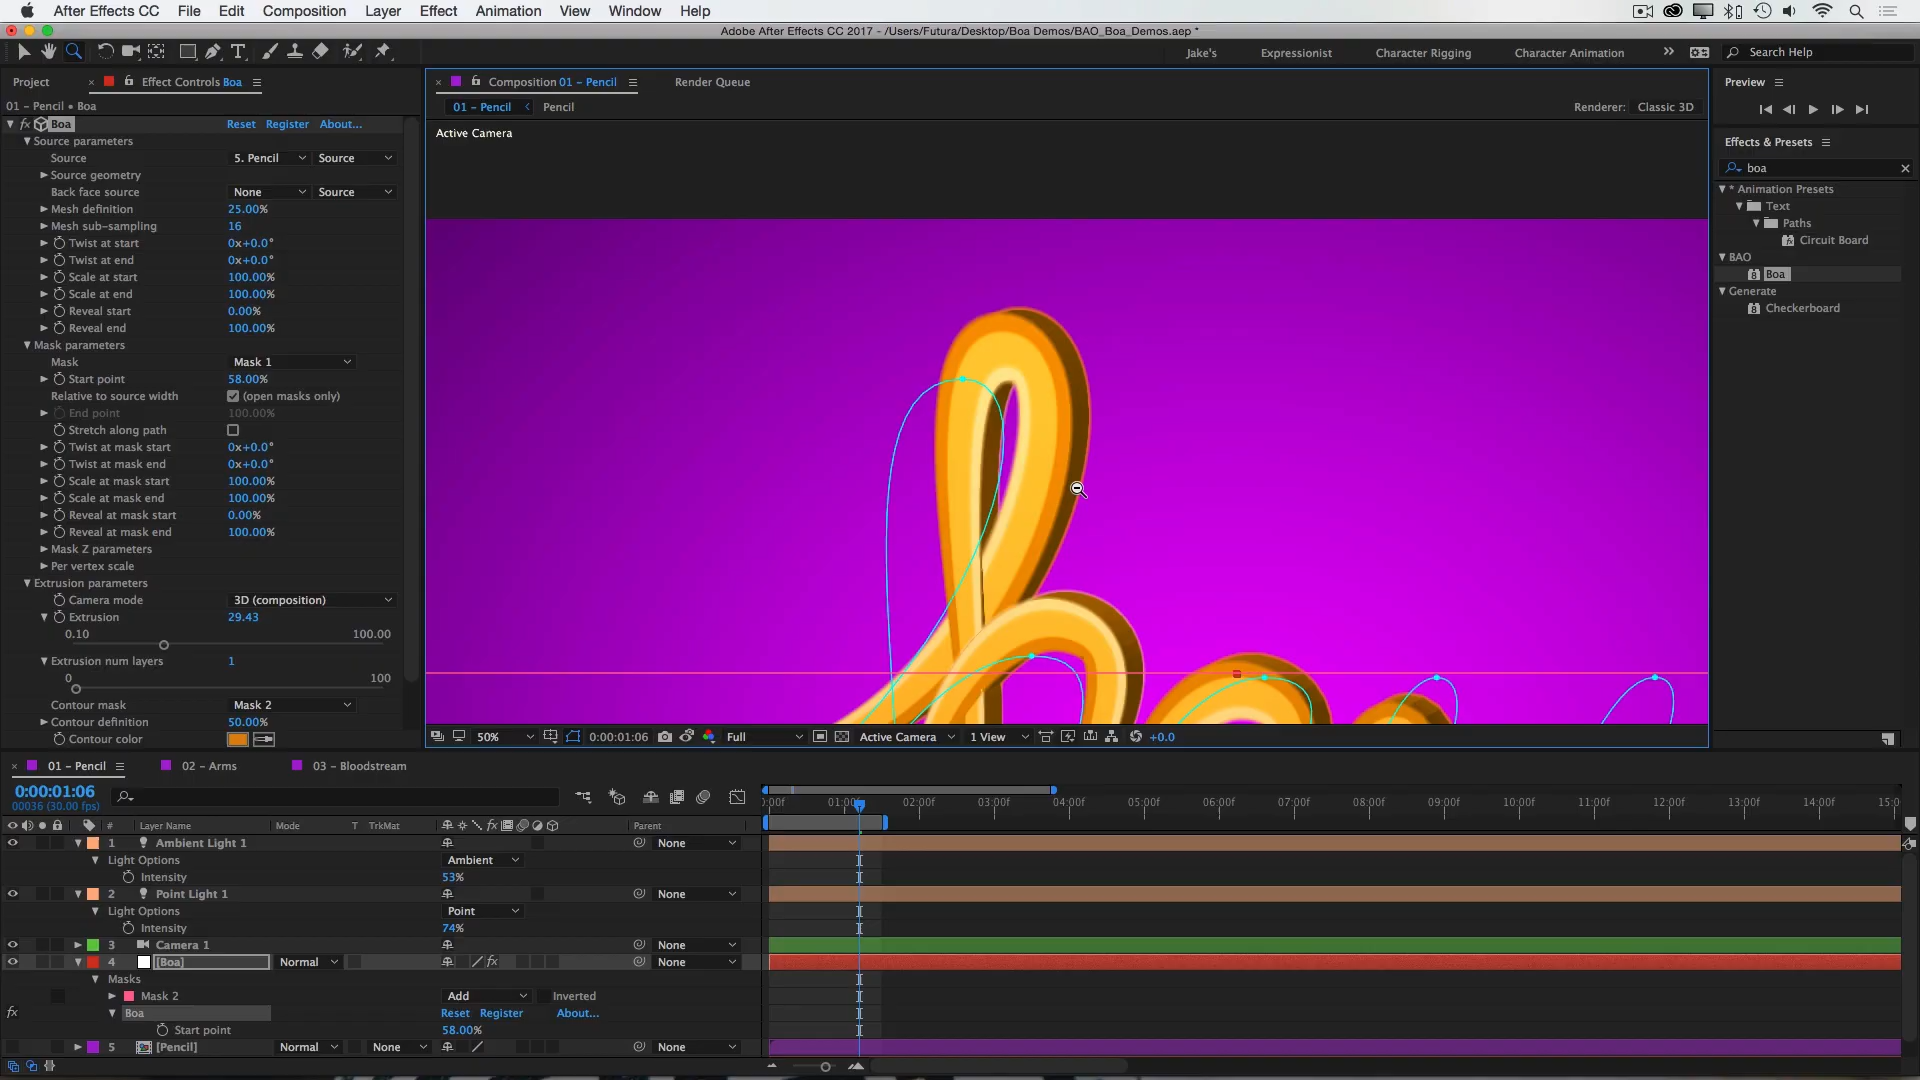 After Effects CC File Edit Composition Layer Effect Animation View Window Help
Adobe After Effects CC 2017 - /Users/Futura/Desktop/Boa Demos/BAO_Boa_Demos.aep *
Jake's Expressionist Character Rigging Character Animation Search Help
Project Effect Controls Boa
01 - Pencil • Boa
fx Boa Reset Register About...
Source parameters
Source 5. Pencil Source
Source geometry
Back face source None Source
Mesh definition 25.00%
Mesh sub-sampling 16
Twist at start 0x+0.0°
Twist at end 0x+0.0°
Scale at start 100.00%
Scale at end 100.00%
Reveal start 0.00%
Reveal end 100.00%
Mask parameters
Mask Mask 1
Start point 58.00%
Relative to source width (open masks only)
End point 100.00%
Stretch along path
Twist at mask start 0x+0.0°
Twist at mask end 0x+0.0°
Scale at mask start 100.00%
Scale at mask end 100.00%
Reveal at mask start 0.00%
Reveal at mask end 100.00%
Mask Z parameters
Per vertex scale
Extrusion parameters
Camera mode 3D (composition)
Extrusion 29.43
0.10 100.00
Extrusion num layers 1
0 100
Contour mask Mask 2
Contour definition 50.00%
Contour color
Composition 01 - Pencil Render Queue
01 - Pencil Pencil Renderer: Classic 3D
Active Camera
50% 0:00:01:06 Full Active Camera 1 View +0.0
Preview
Effects & Presets
boa
* Animation Presets
Text
Paths
Circuit Board
BAO
Boa
Generate
Checkerboard
01 - Pencil 02 - Arms 03 - Bloodstream
0:00:01:06
00036 (30.00 fps)
02:00f 03:00f 04:00f 05:00f 06:00f 07:00f 08:00f 09:00f 10:00f 11:00f 12:00f 13:00f 14:00f
# Layer Name Mode T TrkMat fx Parent
1 Ambient Light 1 None
Light Options Ambient
Intensity 53%
2 Point Light 1 None
Light Options Point
Intensity 74%
3 Camera 1 None
4 [Boa] Normal fx None
Masks
Mask 2 Add Inverted
fx Boa Reset Register About...
Start point 58.00%
5 [Pencil] Normal None None